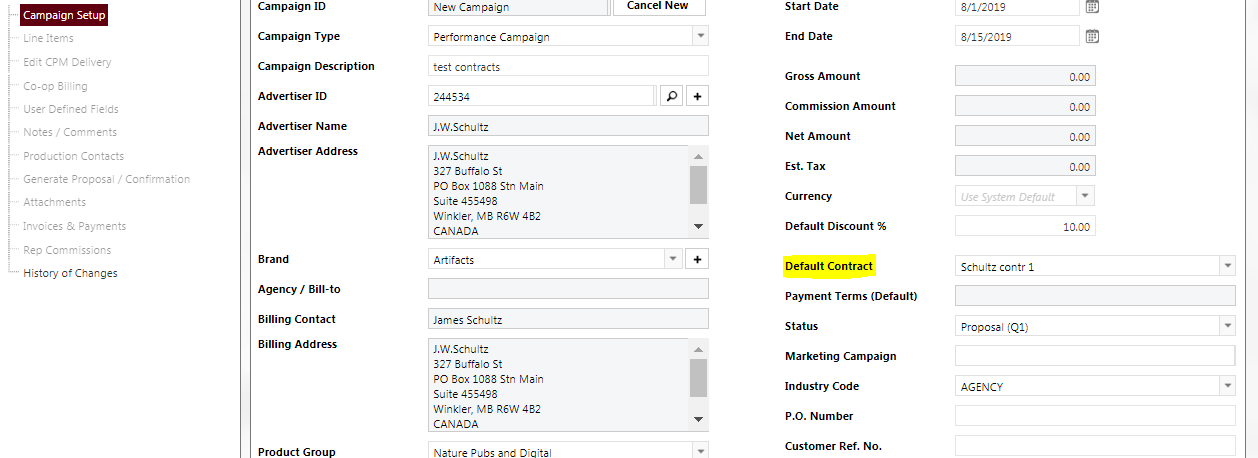 Campaign Setup
Line Items
Edit CPM Delivery
Co-op Billing
User Defined Fields
Notes / Comments
Production Contacts
Generate Proposal / Confirmation
Attachments
Invoices & Payments
Rep Commissions
History of Changes
Campaign ID
New Campaign
Cancel New
Campaign Type
Performance Campaign
Campaign Description
test contracts
Advertiser ID
244534
+
Advertiser Name
J.W.Schultz
Advertiser Address
J.W.Schultz
327 Buffalo St
PO Box 1088 Stn Main
Suite 455498
Winkler, MB R6W 4B2
CANADA
Brand
Artifacts
+
Agency / Bill-to
Billing Contact
James Schultz
Billing Address
J.W.Schultz
327 Buffalo St
PO Box 1088 Stn Main
Suite 455498
Winkler, MB R6W 4B2
CANADA
Product Group
Nature Pubs and Digital
Start Date
8/1/2019
End Date
8/15/2019
Gross Amount
0.00
Commission Amount
0.00
Net Amount
0.00
Est. Tax
0.00
Currency
Use System Default
Default Discount %
10.00
Default Contract
Schultz contr 1
Payment Terms (Default)
Status
Proposal (Q1)
Marketing Campaign
Industry Code
AGENCY
P.O. Number
Customer Ref. No.